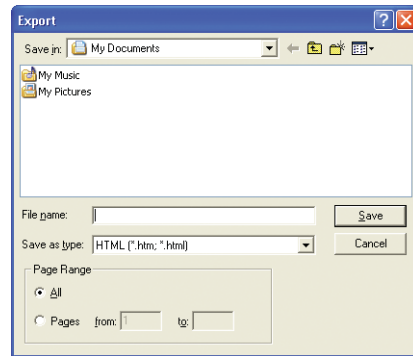 Export
Save in: My Documents
My Music
My Pictures
File name: Save
Save as type: HTML (*.htm; *.html) Cancel
Page Range
All
Pages from: 1 to: